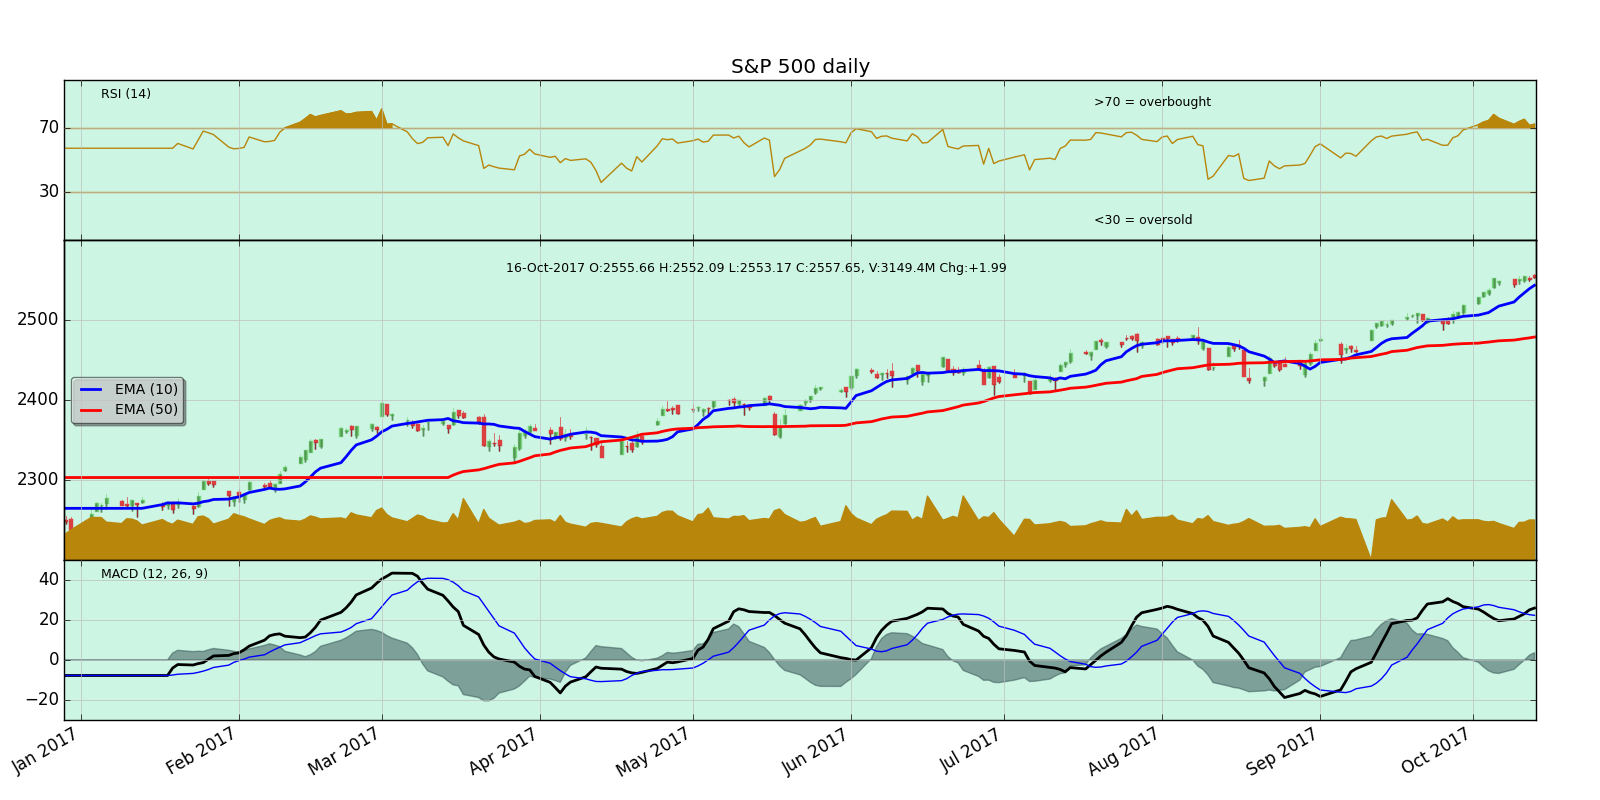 S&P 500 daily
RSI (14)
>70 = overbought
70
30
<30 = oversold
16-Oct-2017 O:2555.66 H:2552.09 L:2553.17 C:2557.65, V:3149.4M Chg:+1.99
2500
2400
2300
EMA (10)
EMA (50)
MACD (12, 26, 9)
40
20
0
−20
Jan 2017 Feb 2017 Mar 2017 Apr 2017 May 2017 Jun 2017 Jul 2017 Aug 2017 Sep 2017 Oct 2017